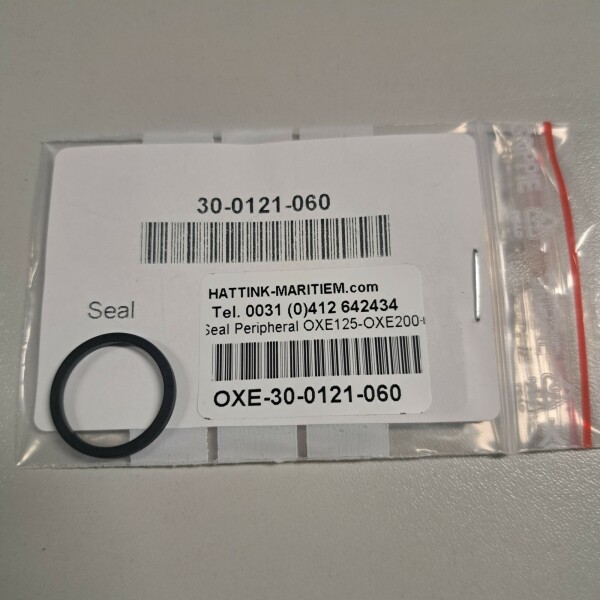 30-0121-060
Seal
HATTINK-MARITIEM.com
Tel. 0031 (0)412 642434
Seal Peripheral OXE125-OXE200-
OXE-30-0121-060